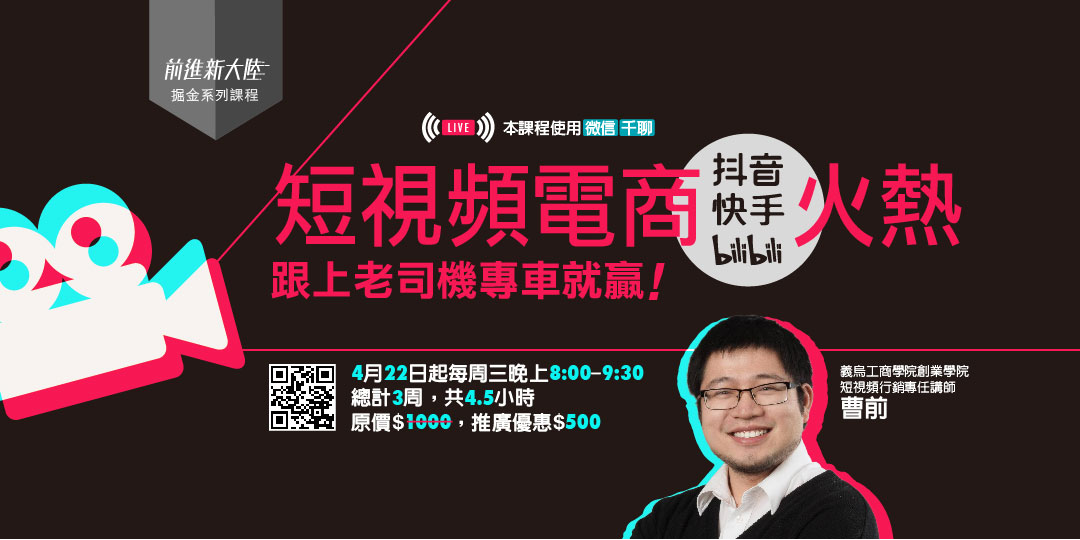 前進新大陸
掘金系列課程
LIVE 本課程使用 微信 千聊
短視頻電商 火熱
抖音
快手
bilibili
跟上老司機專車就贏！
4月22日起每周三晚上8:00-9:30
總計3周，共4.5小時
原價$1000，推廣優惠$500
義烏工商學院創業學院
短視頻行銷專任講師
曹前